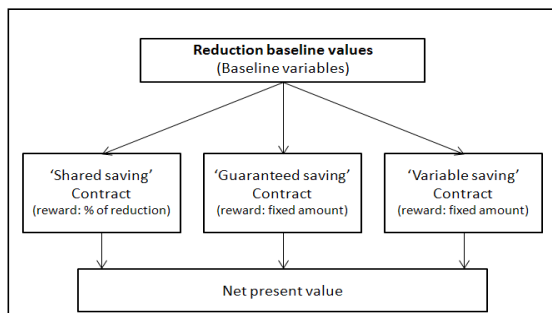 Reduction baseline values
(Baseline variables)
‘Shared saving’
Contract
(reward: % of reduction)
‘Guaranteed saving’
Contract
(reward: fixed amount)
‘Variable saving’
Contract
(reward: fixed amount)
Net present value